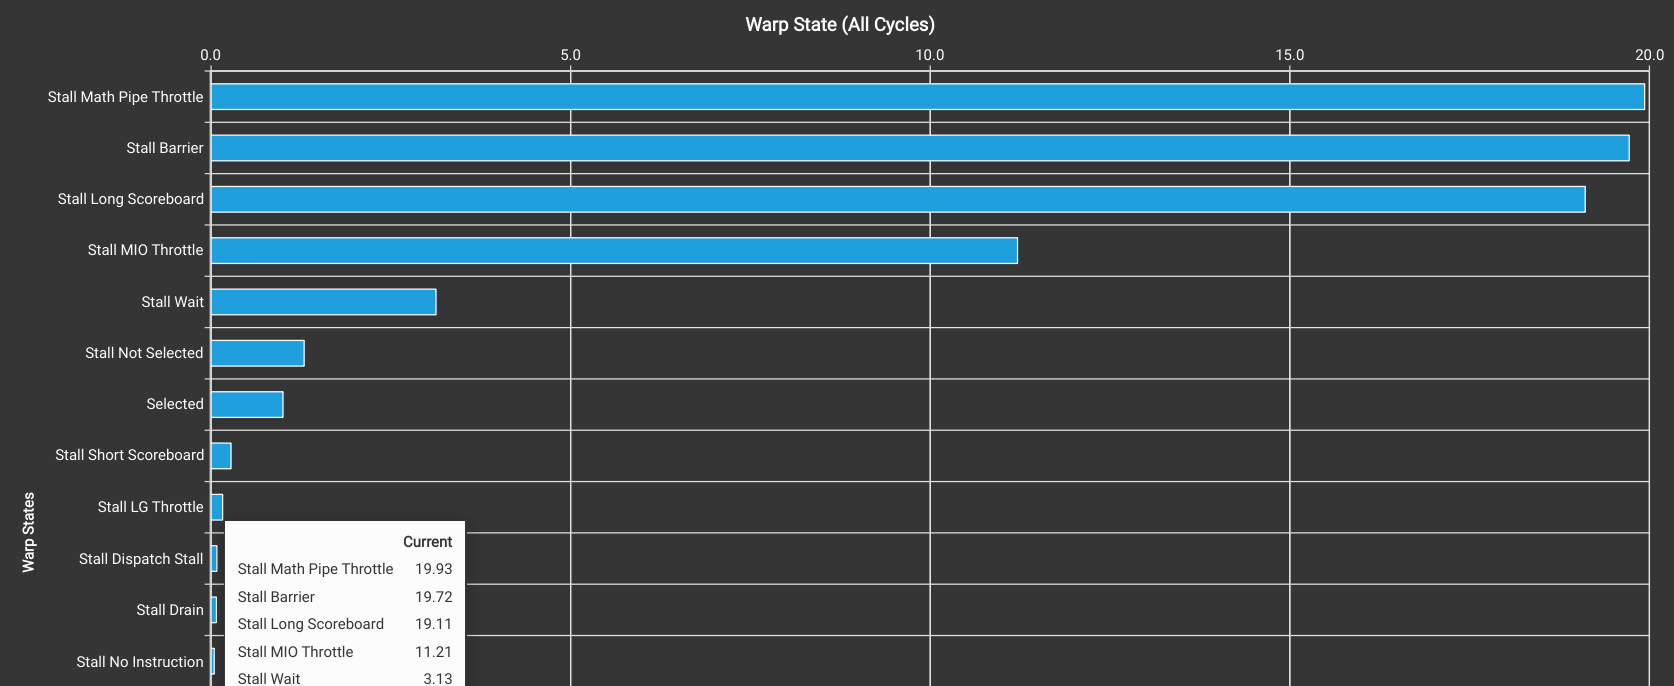 Warp State (All Cycles)
0.0 5.0 10.0 15.0 20.0
Stall Math Pipe Throttle
Stall Barrier
Stall Long Scoreboard
Stall MIO Throttle
Stall Wait
Stall Not Selected
Selected
Stall Short Scoreboard
Stall LG Throttle
Stall Dispatch Stall
Stall Drain
Stall No Instruction
Warp States
Current
Stall Math Pipe Throttle 19.93
Stall Barrier 19.72
Stall Long Scoreboard 19.11
Stall MIO Throttle 11.21
Stall Wait 3.13